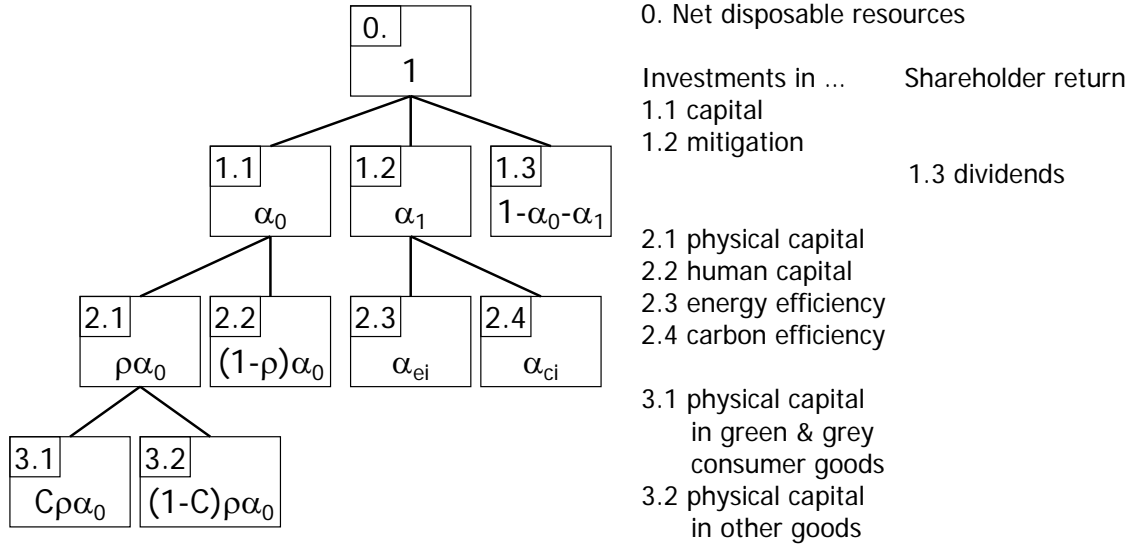 0.
1
1.1
α₀
1.2
α₁
1.3
1-α₀-α₁
2.1
ρα₀
2.2
(1-ρ)α₀
2.3
αₑᵢ
2.4
α_ci
3.1
Cρα₀
3.2
(1-C)ρα₀
0. Net disposable resources
Investments in ... Shareholder return
1.1 capital
1.2 mitigation
1.3 dividends
2.1 physical capital
2.2 human capital
2.3 energy efficiency
2.4 carbon efficiency
3.1 physical capital
in green & grey
consumer goods
3.2 physical capital
in other goods